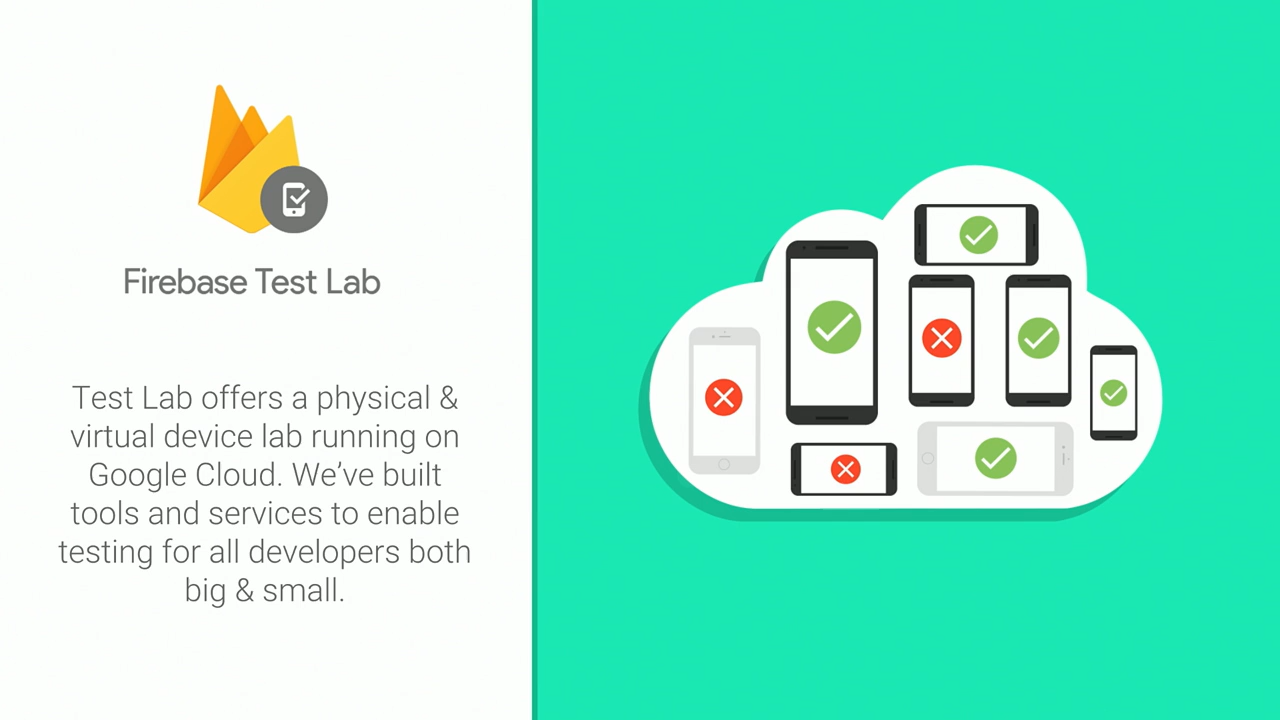 Firebase Test Lab
Test Lab offers a physical &
virtual device lab running on
Google Cloud. We’ve built
tools and services to enable
testing for all developers both
big & small.